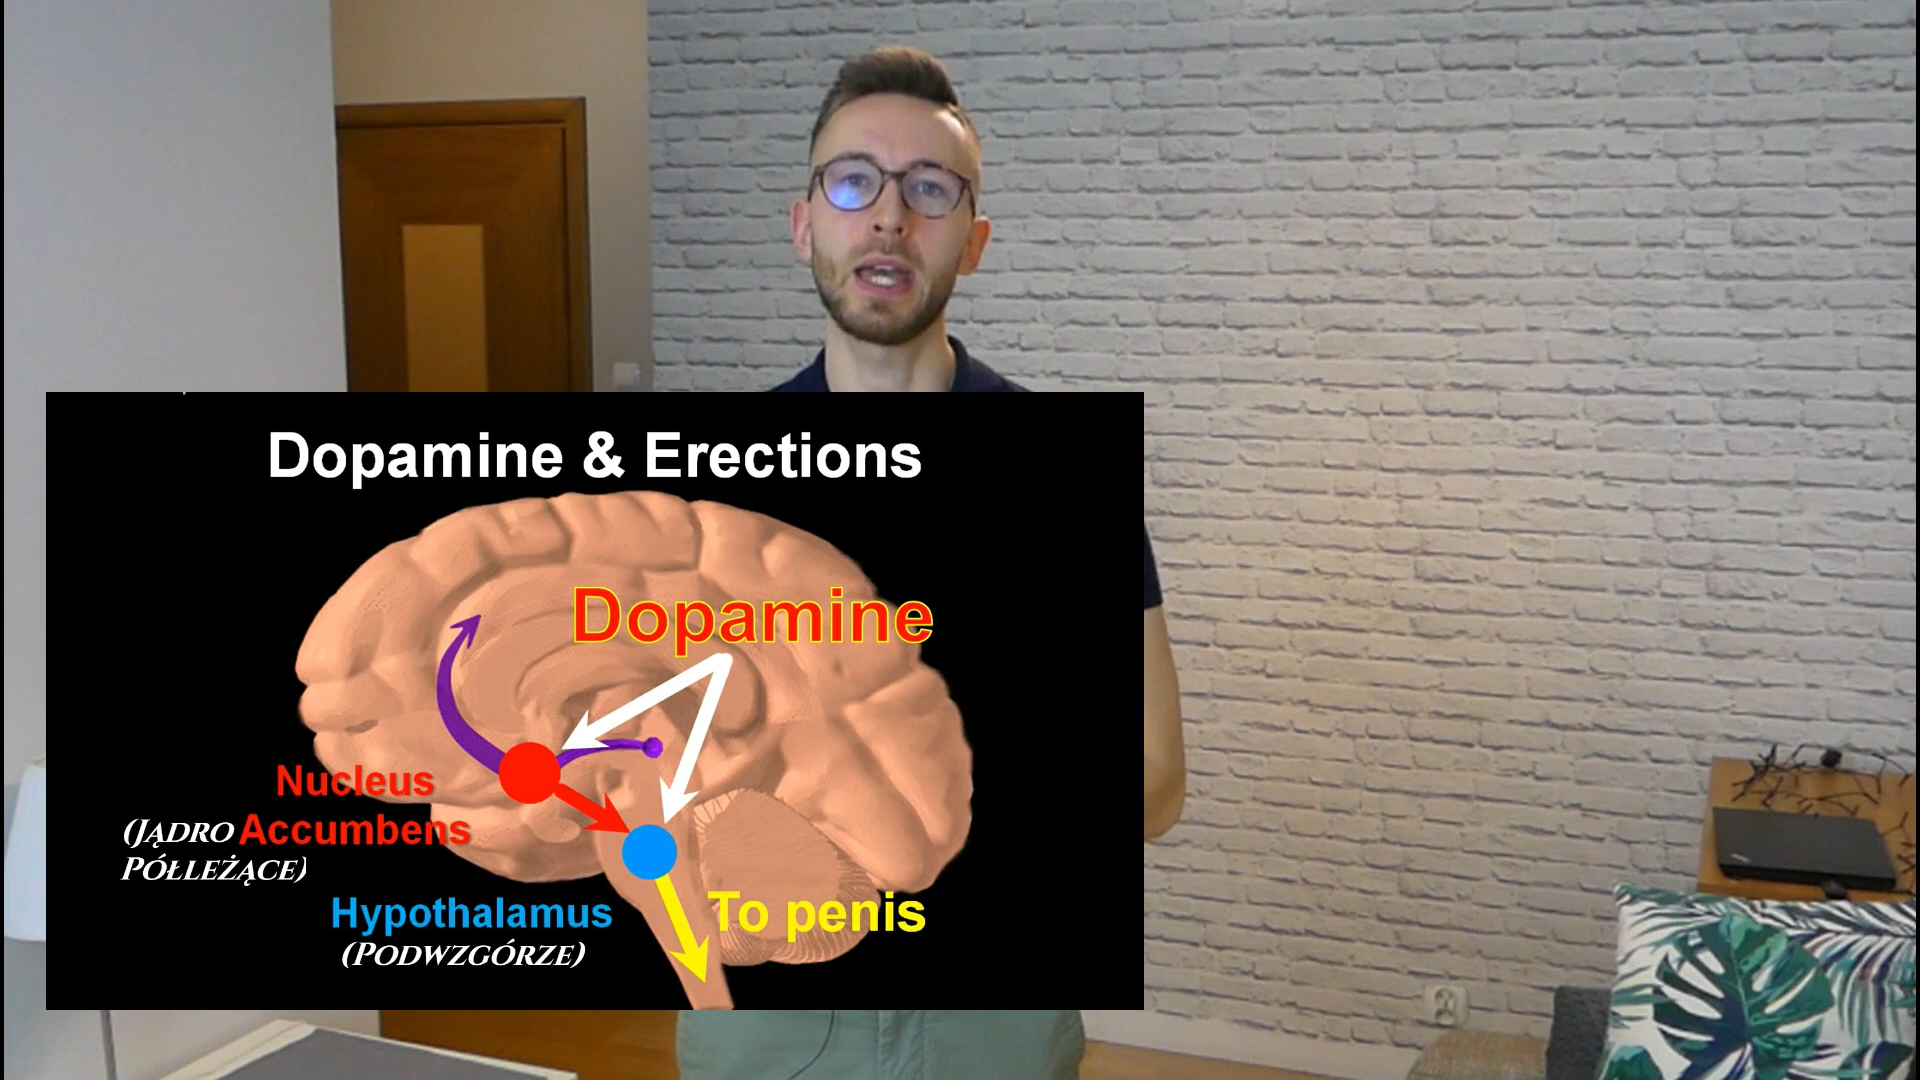 Dopamine & Erections
Dopamine
Nucleus
(Jądro Accumbens
Półleżące)
Hypothalamus
(Podwzgórze)
To penis